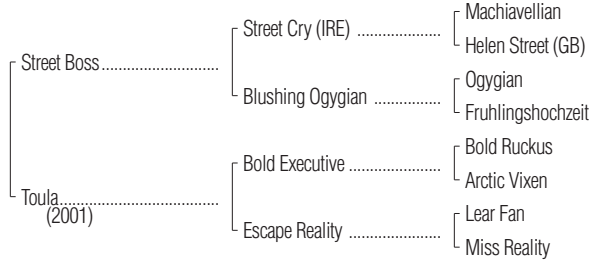 Machiavellian
Street Cry (IRE) ....................
Helen Street (GB)
Street Boss............................
Ogygian
Blushing Ogygian ................
Fruhlingshochzeit
Bold Ruckus
Bold Executive ......................
Arctic Vixen
Toula......................................
(2001)
Lear Fan
Escape Reality ......................
Miss Reality